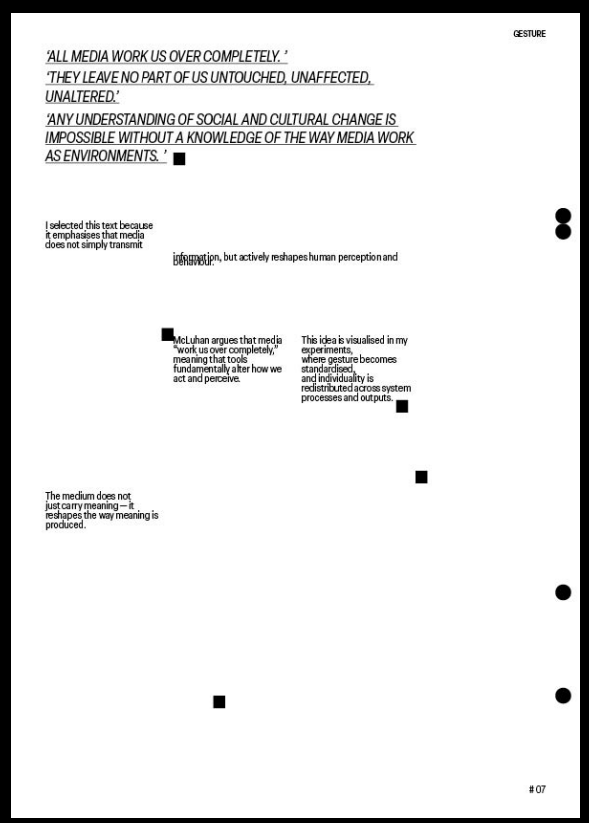 GESTURE
‘ALL MEDIA WORK US OVER COMPLETELY. ’
‘THEY LEAVE NO PART OF US UNTOUCHED, UNAFFECTED,
UNALTERED.’
‘ANY UNDERSTANDING OF SOCIAL AND CULTURAL CHANGE IS
IMPOSSIBLE WITHOUT A KNOWLEDGE OF THE WAY MEDIA WORK
AS ENVIRONMENTS. ’
I selected this text because
it emphasises that media
does not simply transmit
information, but actively reshapes human perception and
behaviour.
McLuhan argues that media
“work us over completely,”
meaning that tools
fundamentally alter how we
act and perceive.
This idea is visualised in my
experiments,
where gesture becomes
standardised,
and individuality is
redistributed across system
processes and outputs.
The medium does not
just carry meaning — it
reshapes the way meaning is
produced.
# 07